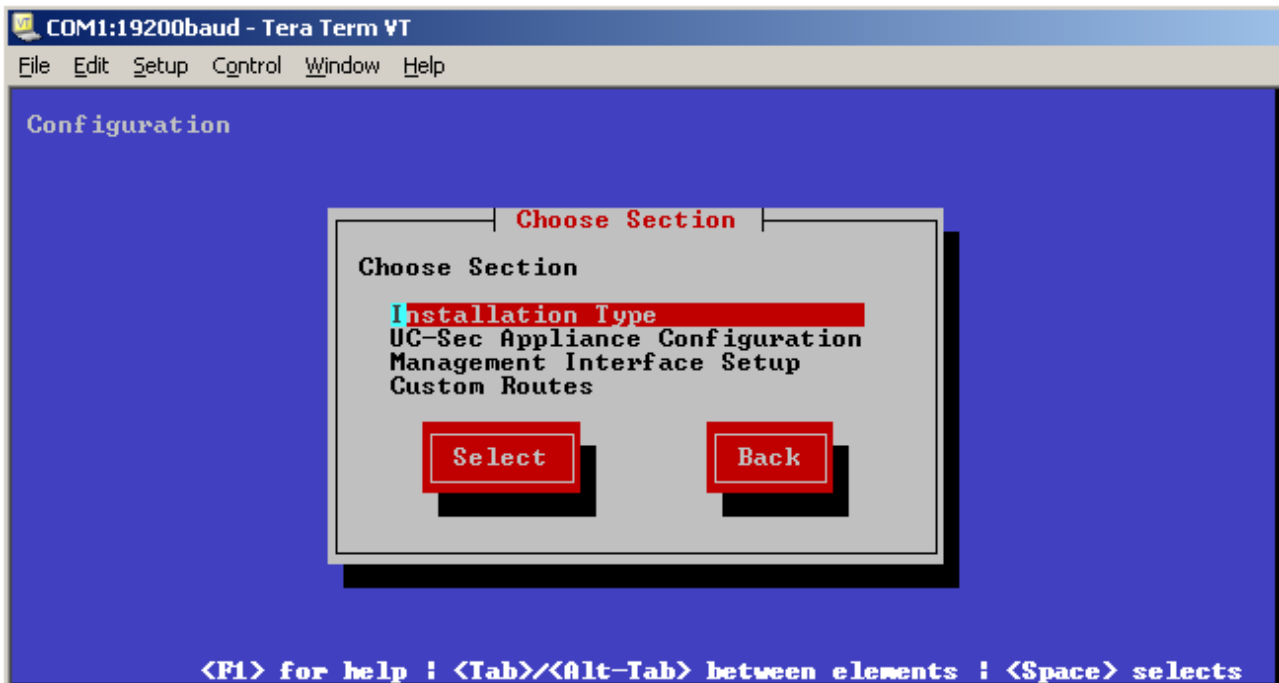 COM1:19200baud - Tera Term VT
File Edit Setup Control Window Help
Configuration
Choose Section
Choose Section
Installation Type
UC-Sec Appliance Configuration
Management Interface Setup
Custom Routes
Select Back
<F1> for help ¦ <Tab>/<Alt-Tab> between elements ¦ <Space> selects